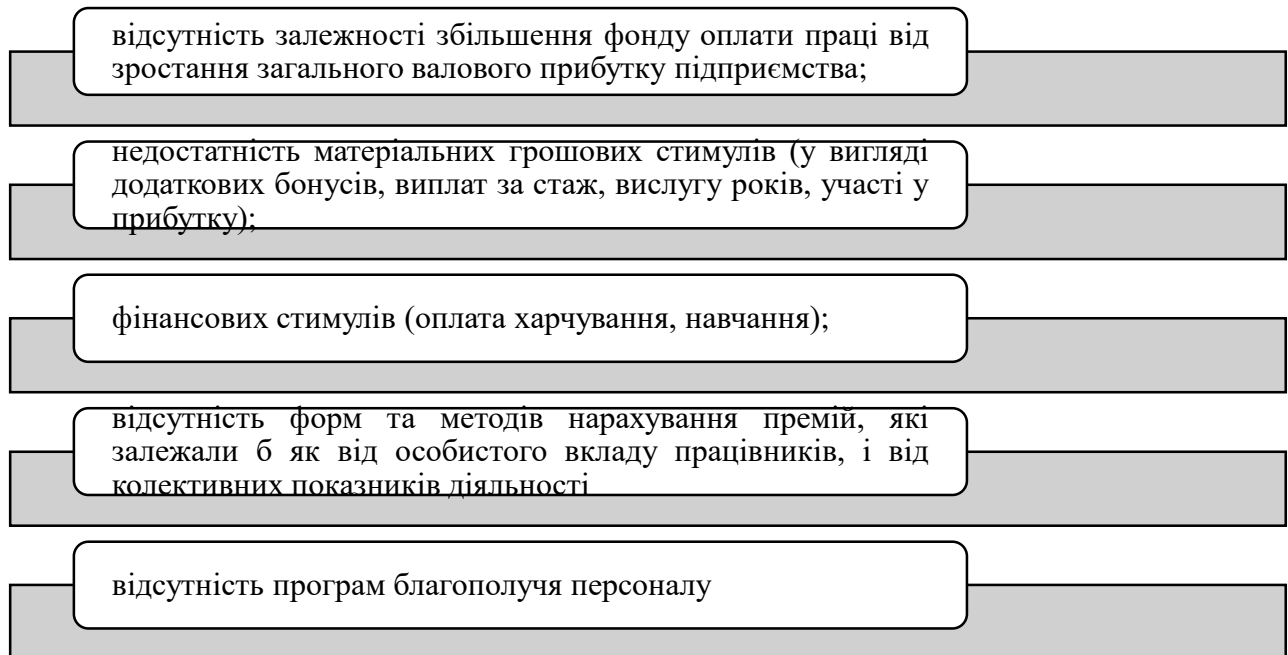 відсутність залежності збільшення фонду оплати праці від
зростання загального валового прибутку підприємства;
недостатність матеріальних грошових стимулів (у вигляді
додаткових бонусів, виплат за стаж, вислугу років, участі у
прибутку);
фінансових стимулів (оплата харчування, навчання);
відсутність форм та методів нарахування премій, які
залежали б як від особистого вкладу працівників, і від
колективних показників діяльності
відсутність програм благополучя персоналу